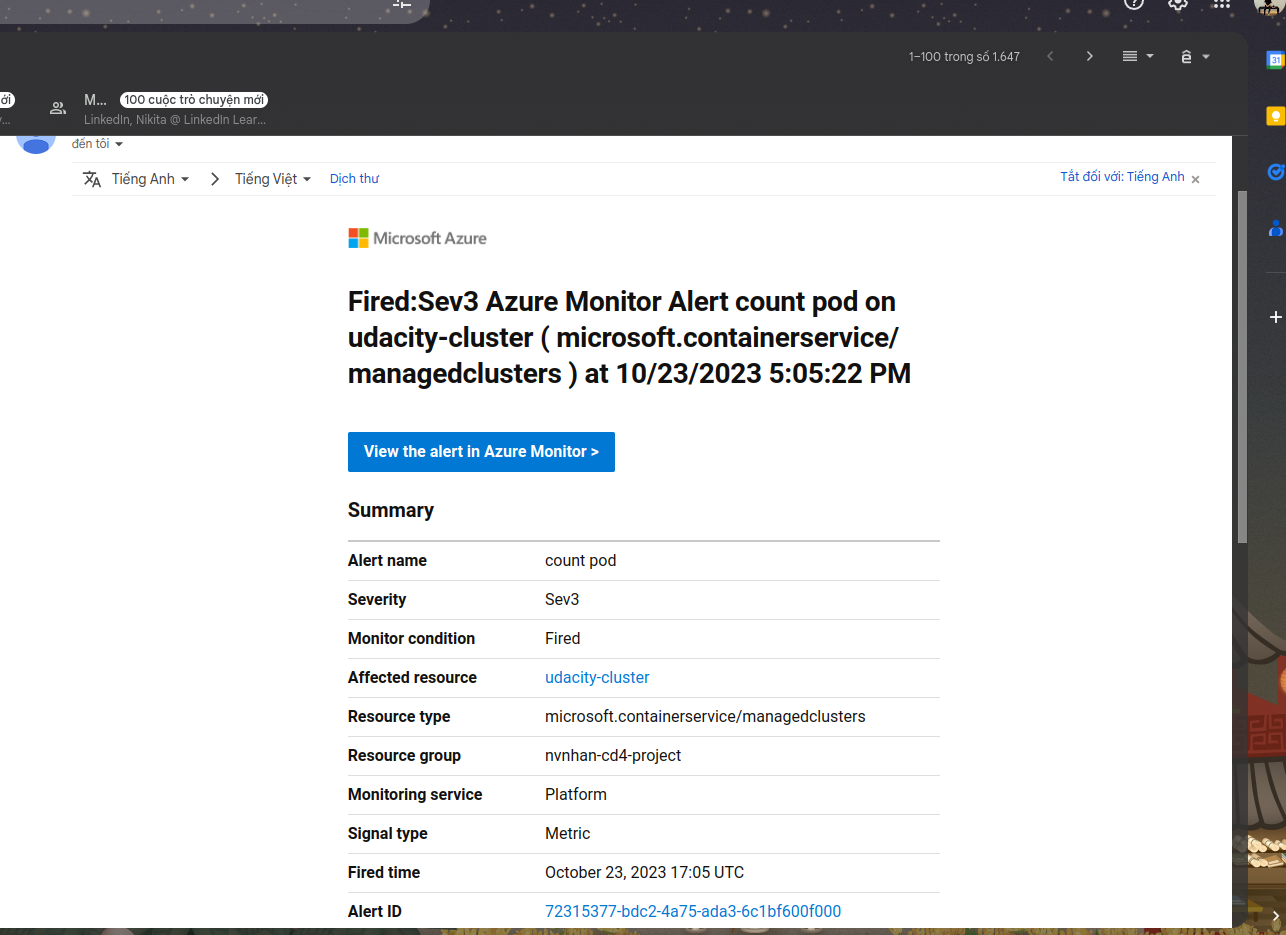 1–100 trong số 1.647
ới
M... 100 cuộc trò chuyện mới
LinkedIn, Nikita @ LinkedIn Lear...
đến tôi
Tiếng Anh Tiếng Việt Dịch thư Tắt đối với: Tiếng Anh
Microsoft Azure
Fired:Sev3 Azure Monitor Alert count pod on
udacity-cluster ( microsoft.containerservice/
managedclusters ) at 10/23/2023 5:05:22 PM
View the alert in Azure Monitor >
Summary
Alert name count pod
Severity Sev3
Monitor condition Fired
Affected resource udacity-cluster
Resource type microsoft.containerservice/managedclusters
Resource group nvnhan-cd4-project
Monitoring service Platform
Signal type Metric
Fired time October 23, 2023 17:05 UTC
Alert ID 72315377-bdc2-4a75-ada3-6c1bf600f000